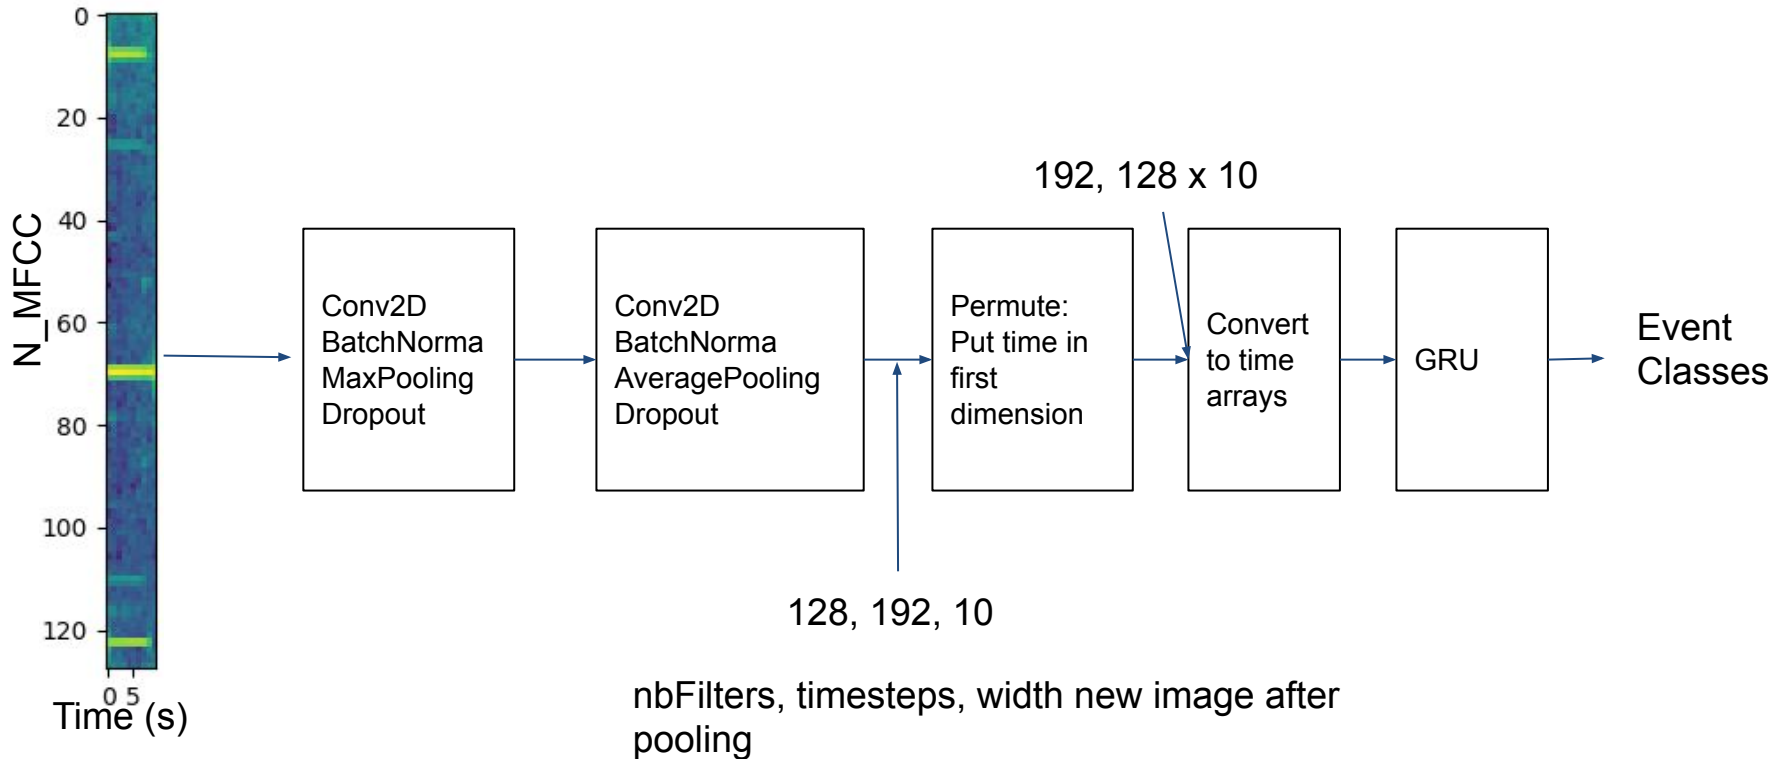 0
20
40
60
80
100
120
N_MFCC
0 5
Time (s)
Conv2D
BatchNorma
MaxPooling
Dropout
Conv2D
BatchNorma
AveragePooling
Dropout
128, 192, 10
nbFilters, timesteps, width new image after
pooling
Permute:
Put time in
first
dimension
192, 128 x 10
Convert
to time
arrays
GRU
Event
Classes